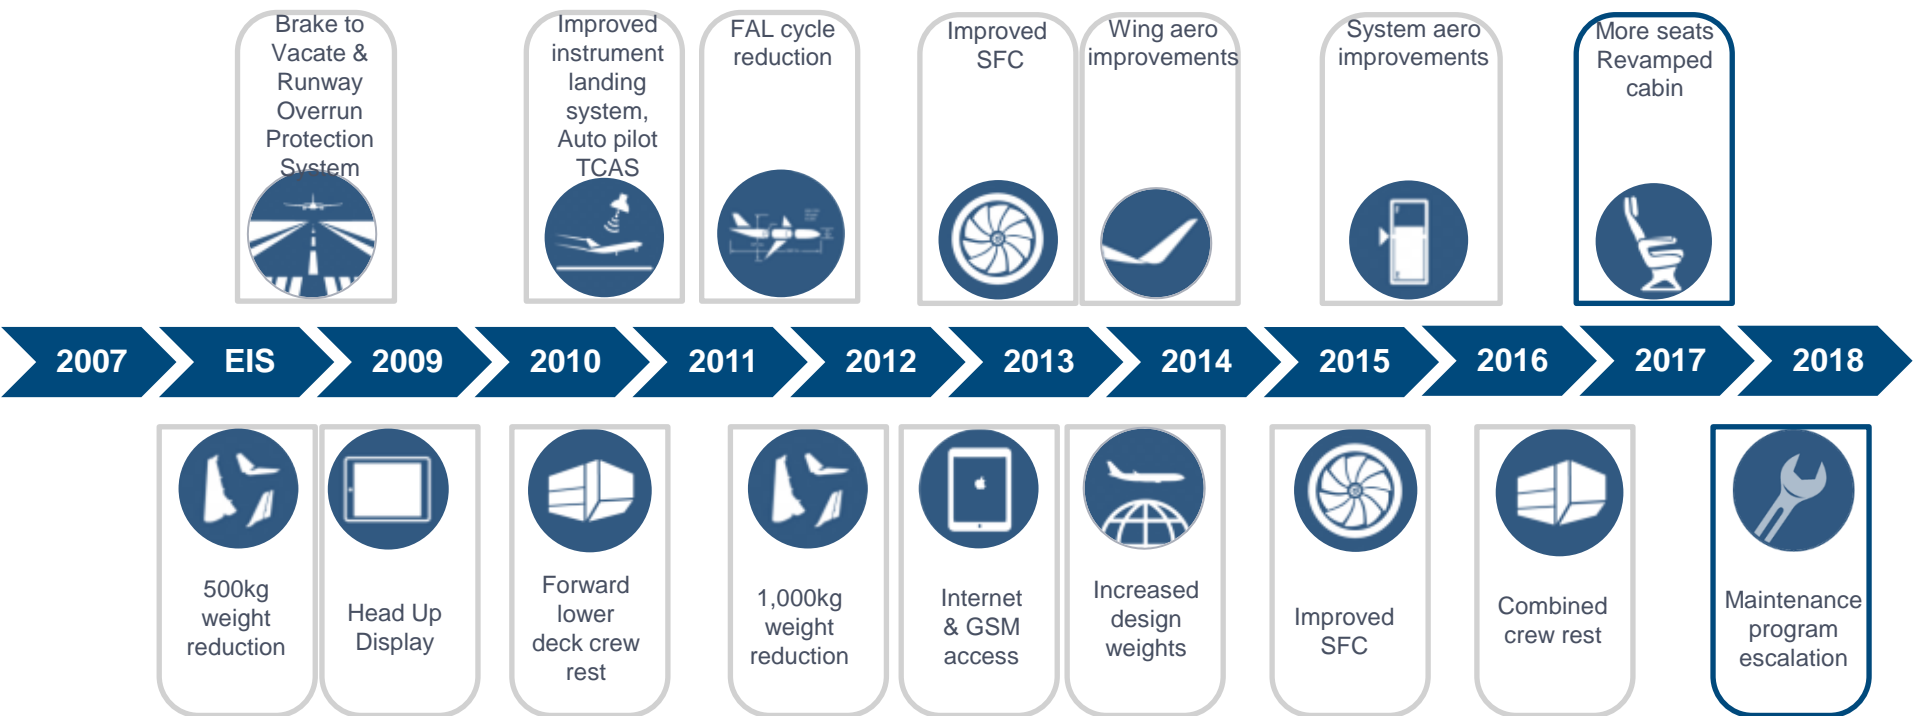 Brake to
Vacate &
Runway
Overrun
Protection
System
Improved
instrument
landing
system,
Auto pilot
TCAS
FAL cycle
reduction
Improved
SFC
Wing aero
improvements
System aero
improvements
More seats
Revamped
cabin
2007
EIS
2009
2010
2011
2012
2013
2014
2015
2016
2017
2018
500kg
weight
reduction
Head Up
Display
Forward
lower
deck crew
rest
1,000kg
weight
reduction
Internet
& GSM
access
Increased
design
weights
Improved
SFC
Combined
crew rest
Maintenance
program
escalation